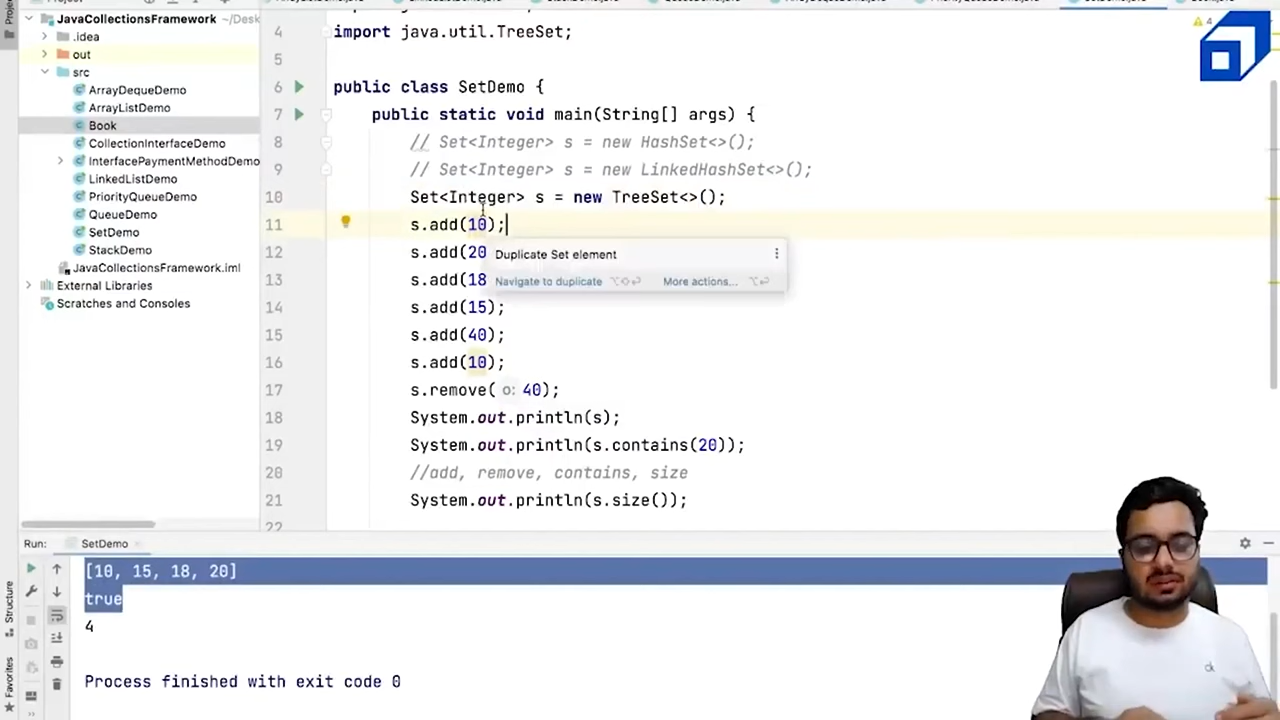 JavaCollectionsFramework ~/Desk
.idea
out
src
ArrayDequeDemo
ArrayListDemo
Book
CollectionInterfaceDemo
InterfacePaymentMethodDemo
LinkedListDemo
PriorityQueueDemo
QueueDemo
SetDemo
StackDemo
JavaCollectionsFramework.iml
External Libraries
Scratches and Consoles
4
4 import java.util.TreeSet;
5
6 public class SetDemo {
7 public static void main(String[] args) {
8 // Set<Integer> s = new HashSet<>();
9 // Set<Integer> s = new LinkedHashSet<>();
10 Set<Integer> s = new TreeSet<>();
11 s.add(10);
12 s.add(20
13 s.add(18
14 s.add(15);
15 s.add(40);
16 s.add(10);
17 s.remove( o: 40);
18 System.out.println(s);
19 System.out.println(s.contains(20));
20 //add, remove, contains, size
21 System.out.println(s.size());
22
Duplicate Set element
Navigate to duplicate ⌥◇⏎ More actions... ⌥⏎
Run: SetDemo
[10, 15, 18, 20]
true
4
Process finished with exit code 0
Structure
Favorites
ck